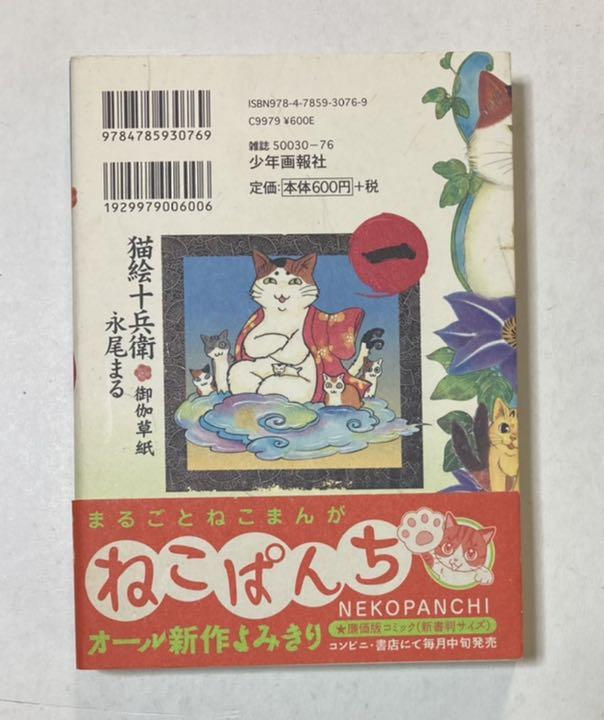 9784785930769
ISBN978-4-7859-3076-9
C9979 ¥600E
雑誌 50030-76
少年画報社
1929979006006
定価:本体600円+税
一
猫絵十兵衛
御伽草紙
永尾まる
まるごとねこまんが
ねこぱんち
NEKOPANCHI
オール新作よみきり
★廉価版コミック(新書判サイズ)
コンビニ・書店にて毎月中旬発売